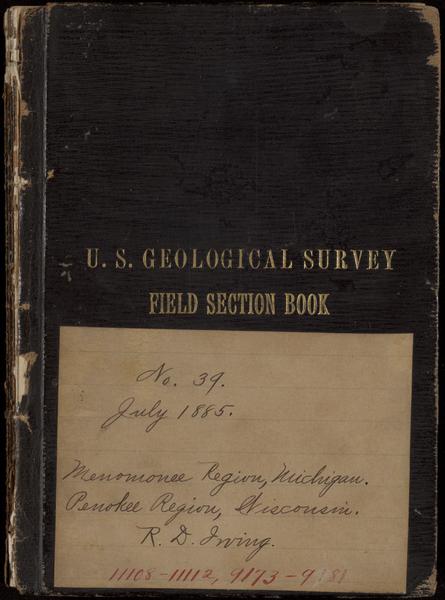 U. S. GEOLOGICAL SURVEY
FIELD SECTION BOOK
No. 39.
July 1885.
Menomonee Region, Michigan.
Penokee Region, Wisconsin.
R. D. Irving.
11108-11112, 9173-9181